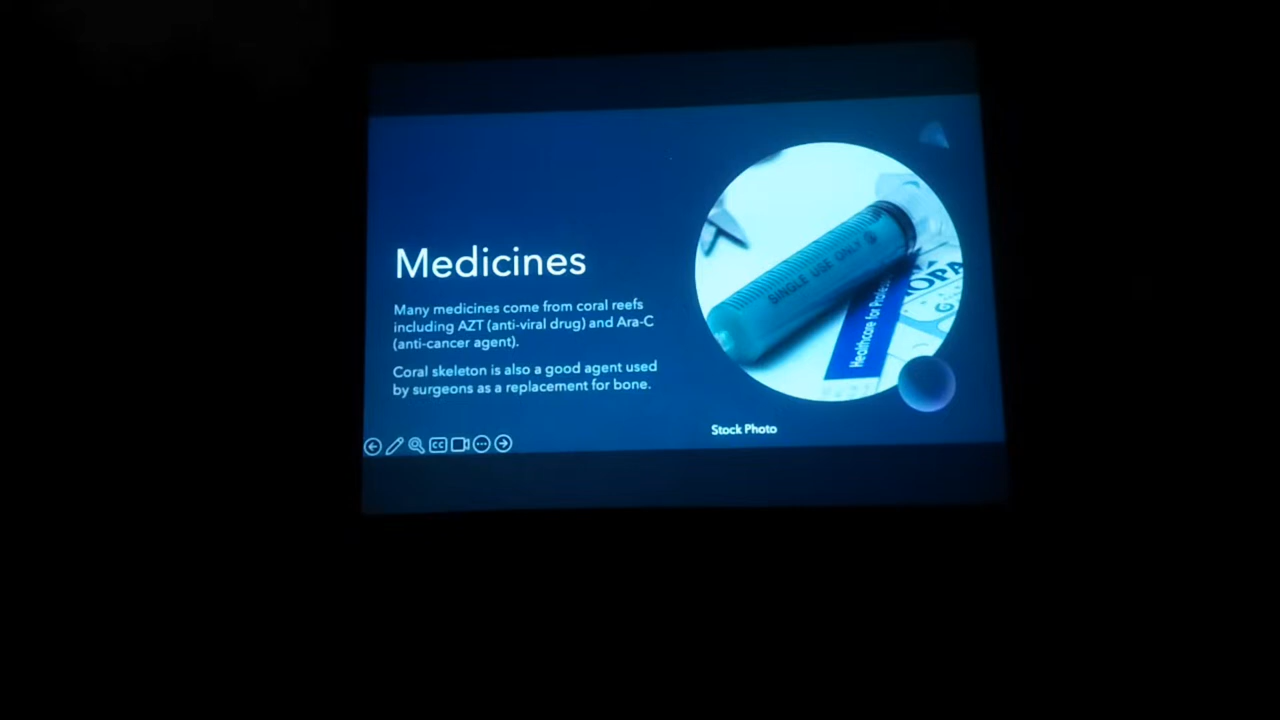 Medicines
Many medicines come from coral reefs
including AZT (anti-viral drug) and Ara-C
(anti-cancer agent).
Coral skeleton is also a good agent used
by surgeons as a replacement for bone.
SINGLE USE ONLY
Healthcare for
Stock Photo
CC